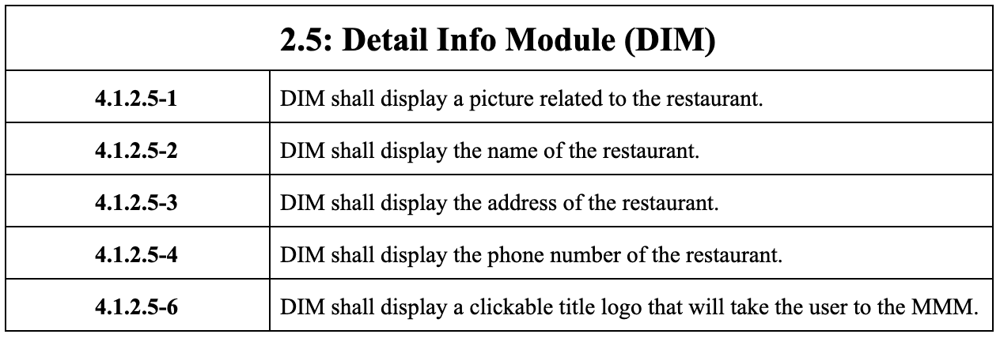 2.5: Detail Info Module (DIM)
4.1.2.5-1 DIM shall display a picture related to the restaurant.
4.1.2.5-2 DIM shall display the name of the restaurant.
4.1.2.5-3 DIM shall display the address of the restaurant.
4.1.2.5-4 DIM shall display the phone number of the restaurant.
4.1.2.5-6 DIM shall display a clickable title logo that will take the user to the MMM.